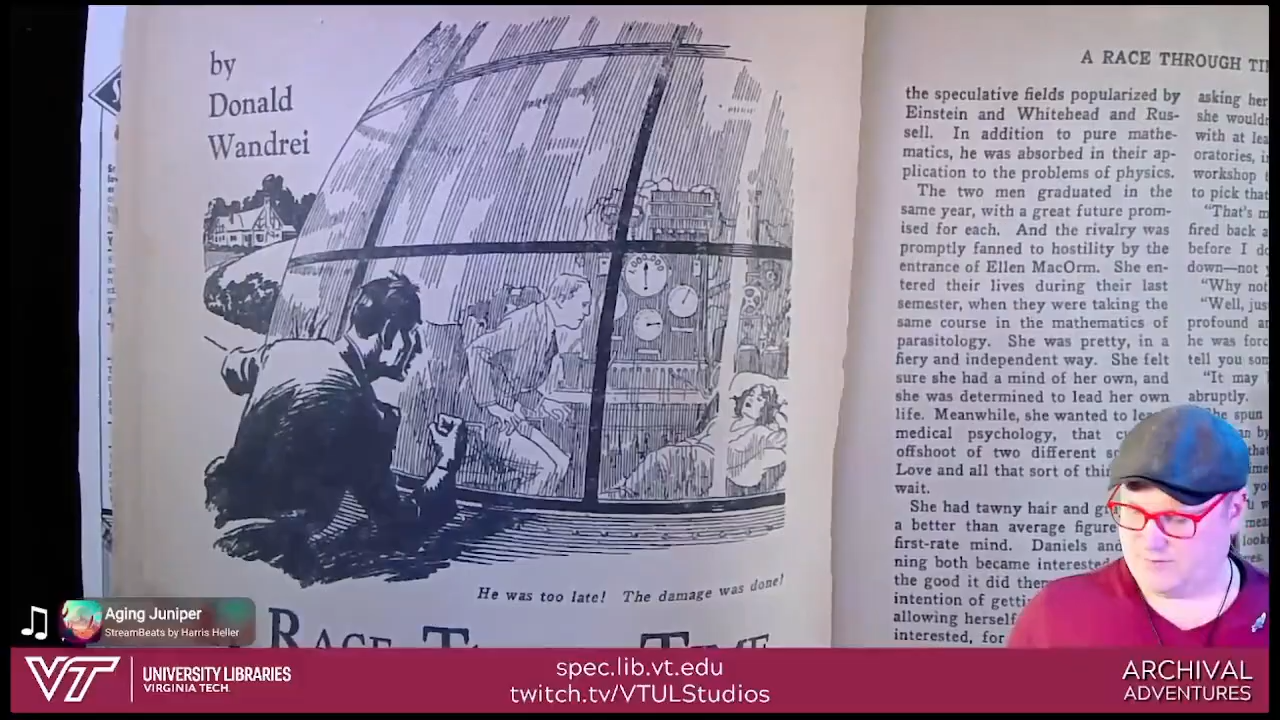 by
Donald
Wandrei
He was too late! The damage was done!
RACE
TIME
A RACE THROUGH
the speculative fields popularized by
Einstein and Whitehead and Rus-
sell. In addition to pure mathe-
matics, he was absorbed in their ap-
plication to the problems of physics.
The two men graduated in the
same year, with a great future prom-
ised for each. And the rivalry was
promptly fanned to hostility by the
entrance of Ellen MacOrm. She en-
tered their lives during their last
semester, when they were taking the
same course in the mathematics of
parasitology. She was pretty, in a
fiery and independent way. She felt
sure she had a mind of her own, and
she was determined to lead her own
life. Meanwhile, she wanted to
medical psychology, that
offshoot of two different
Love and all that sort of
wait.
She had tawny hair and
a better than average figure
first-rate mind. Daniels and
ning both became interested
the good it did
intention of
allowing herself
interested, for
asking her
she
with at
oratories,
workshop
to pick that
"That's
fired back
before I
down—not
"Why not
"Well,
profound
he was
tell you
"It may
abruptly.
spun
Aging Juniper
StreamBeats by Harris Heller
VT
UNIVERSITY LIBRARIES
VIRGINIA TECH
spec.lib.vt.edu
twitch.tv/VTULStudios
ARCHIVAL
ADVENTURES